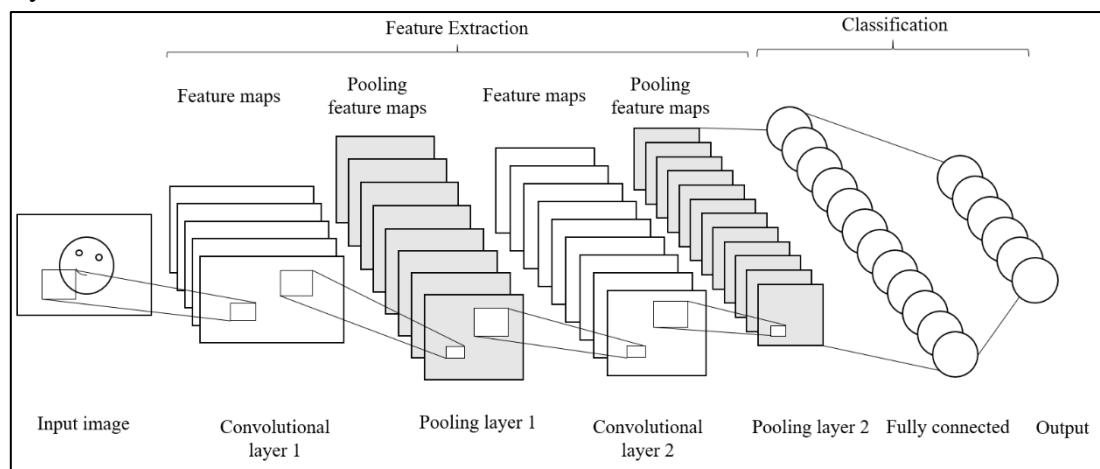 Feature Extraction
Classification
Feature maps
Pooling
feature maps
Feature maps
Pooling
feature maps
Input image
Convolutional
layer 1
Pooling layer 1
Convolutional
layer 2
Pooling layer 2
Fully connected
Output